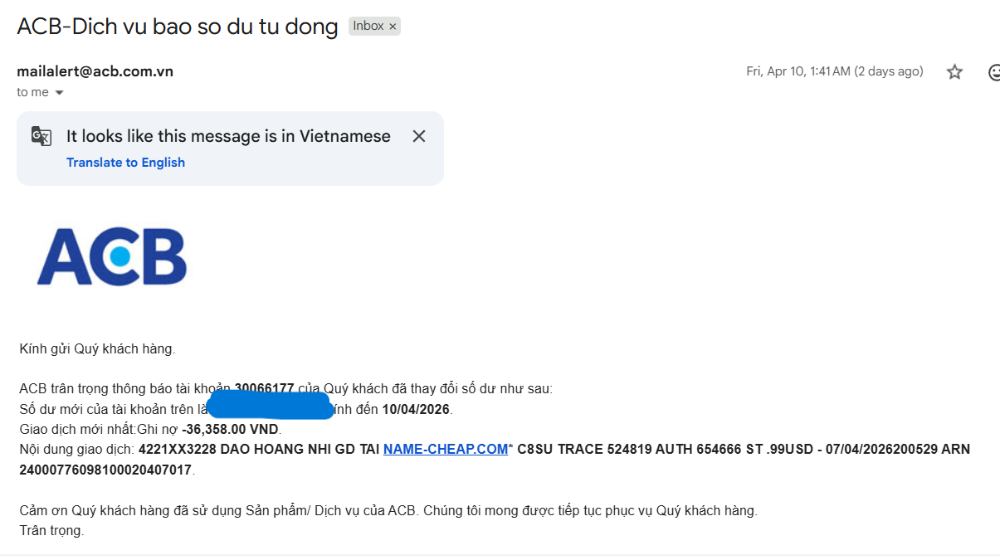 ACB-Dich vu bao so du tu dong Inbox ×
mailalert@acb.com.vn Fri, Apr 10, 1:41 AM (2 days ago)
to me
It looks like this message is in Vietnamese
Translate to English
ACB
Kính gửi Quý khách hàng.
ACB trân trọng thông báo tài khoản 30066177 của Quý khách đã thay đổi số dư như sau:
Số dư mới của tài khoản trên là ính đến 10/04/2026.
Giao dịch mới nhất:Ghi nợ -36,358.00 VND.
Nội dung giao dịch: 4221XX3228 DAO HOANG NHI GD TAI NAME-CHEAP.COM* C8SU TRACE 524819 AUTH 654666 ST .99USD - 07/04/2026200529 ARN
24000776098100020407017.
Cảm ơn Quý khách hàng đã sử dụng Sản phẩm/ Dịch vụ của ACB. Chúng tôi mong được tiếp tục phục vụ Quý khách hàng.
Trân trọng.